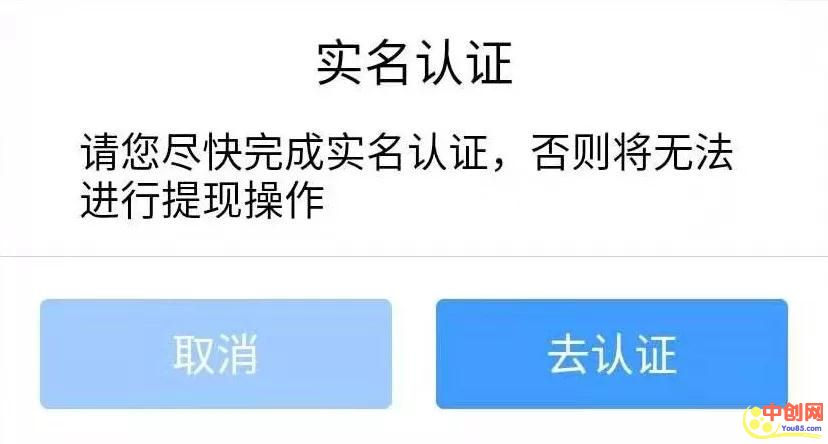 实名认证
请您尽快完成实名认证，否则将无法
进行提现操作
取消
去认证
中创网
You85.com